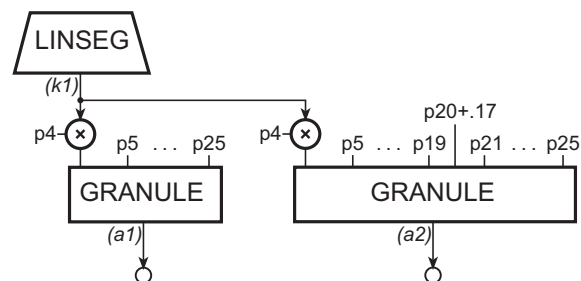 LINSEG
(k1)
p20+.17
p4 × p4 ×
p5 . . . p25 p5 . . . p19 p21 . . . p25
GRANULE GRANULE
(a1) (a2)